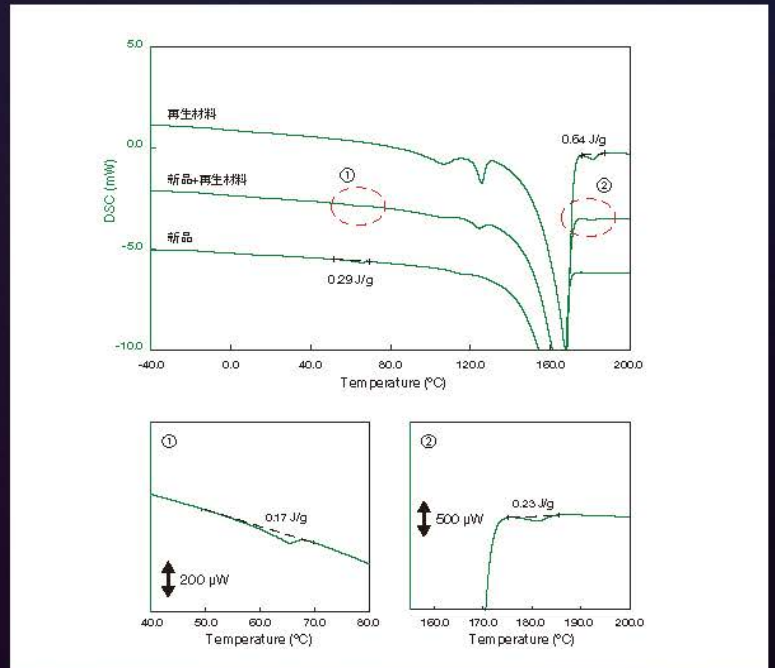 5.0
再生材料
0.64 J/g
0.0
①
②
新品+再生材料
DSC (mW)
新品
-5.0
0.29 J/g
-10.0
-40.0 0.0 40.0 80.0 120.0 160.0 200.0
Temperature (ºC)
①
0.17 J/g
200 µW
40.0 50.0 60.0 70.0 80.0
Temperature (ºC)
②
0.23 J/g
500 µW
160.0 170.0 180.0 190.0 200.0
Temperature (ºC)